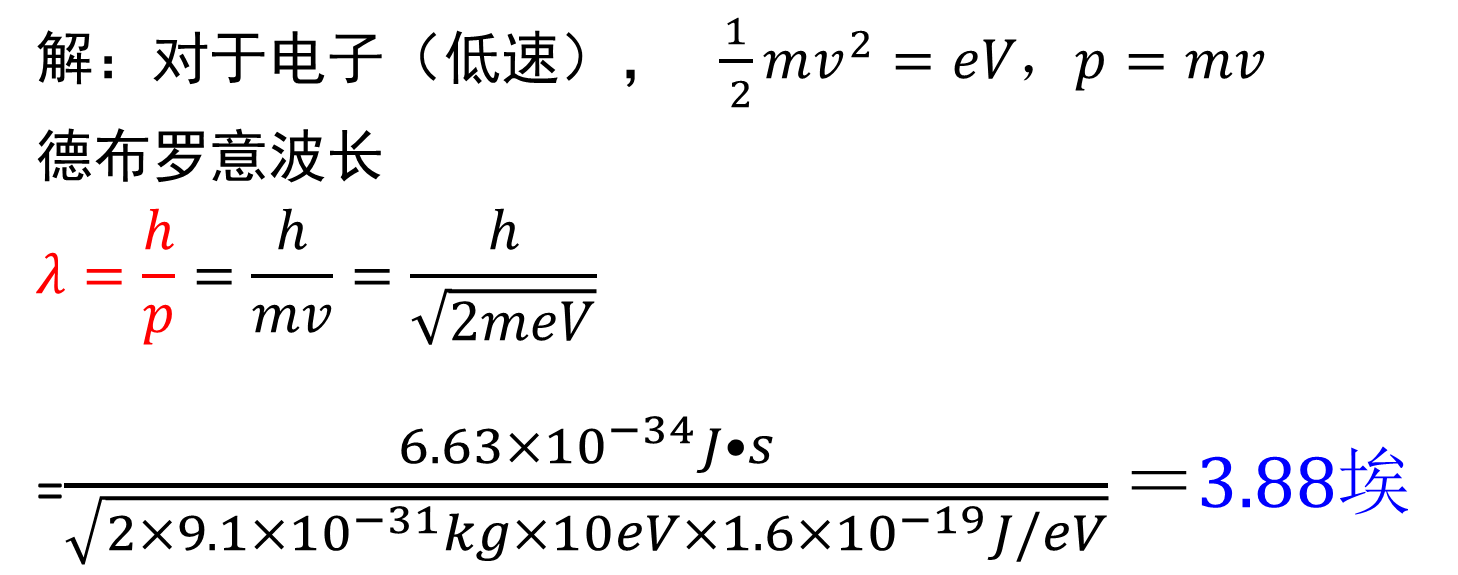 解：对于电子（低速）， ½mv² = eV，p = mv
德布罗意波长
λ = h/p = h/(mv) = h/√(2meV)
=6.63×10⁻³⁴J•s/√(2×9.1×10⁻³¹kg×10eV×1.6×10⁻¹⁹J/eV) =3.88埃